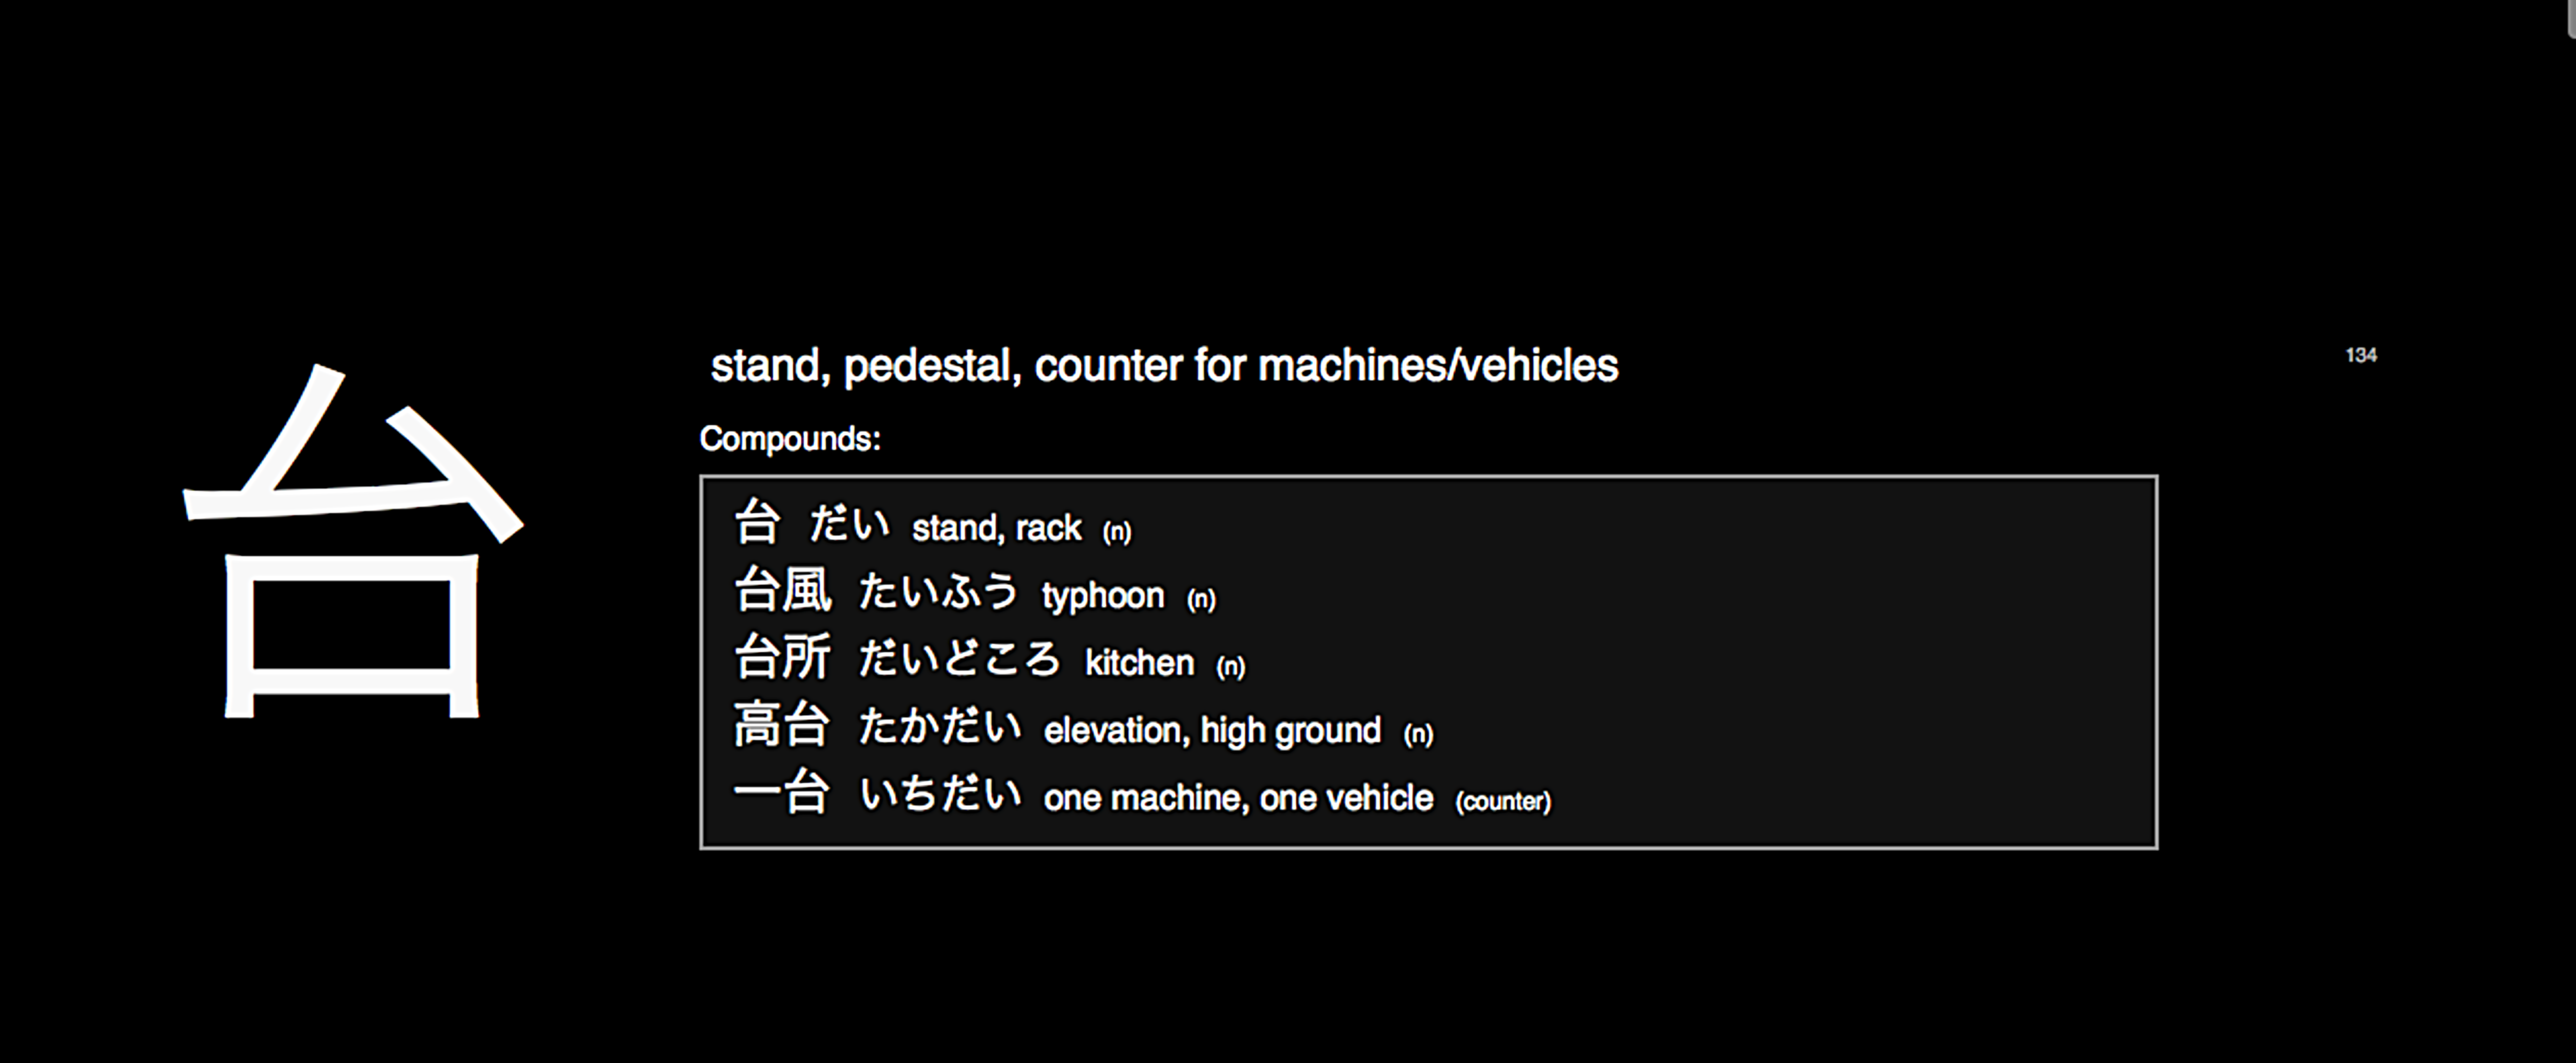 台
stand, pedestal, counter for machines/vehicles
134
Compounds:
台 だい stand, rack (n)
台風 たいふう typhoon (n)
台所 だいどころ kitchen (n)
高台 たかだい elevation, high ground (n)
一台 いちだい one machine, one vehicle (counter)